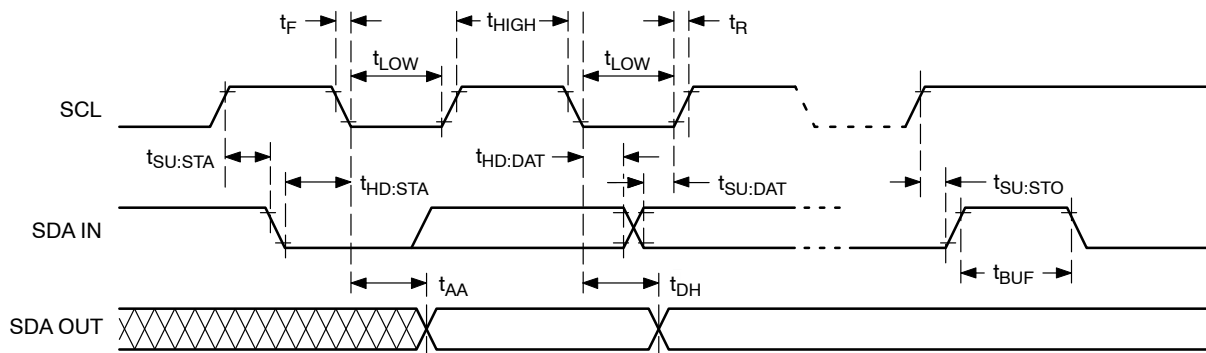 tF tHIGH tR
tLOW tLOW
SCL
tSU:STA tHD:DAT
tHD:STA tSU:DAT tSU:STO
SDA IN
tAA tDH tBUF
SDA OUT